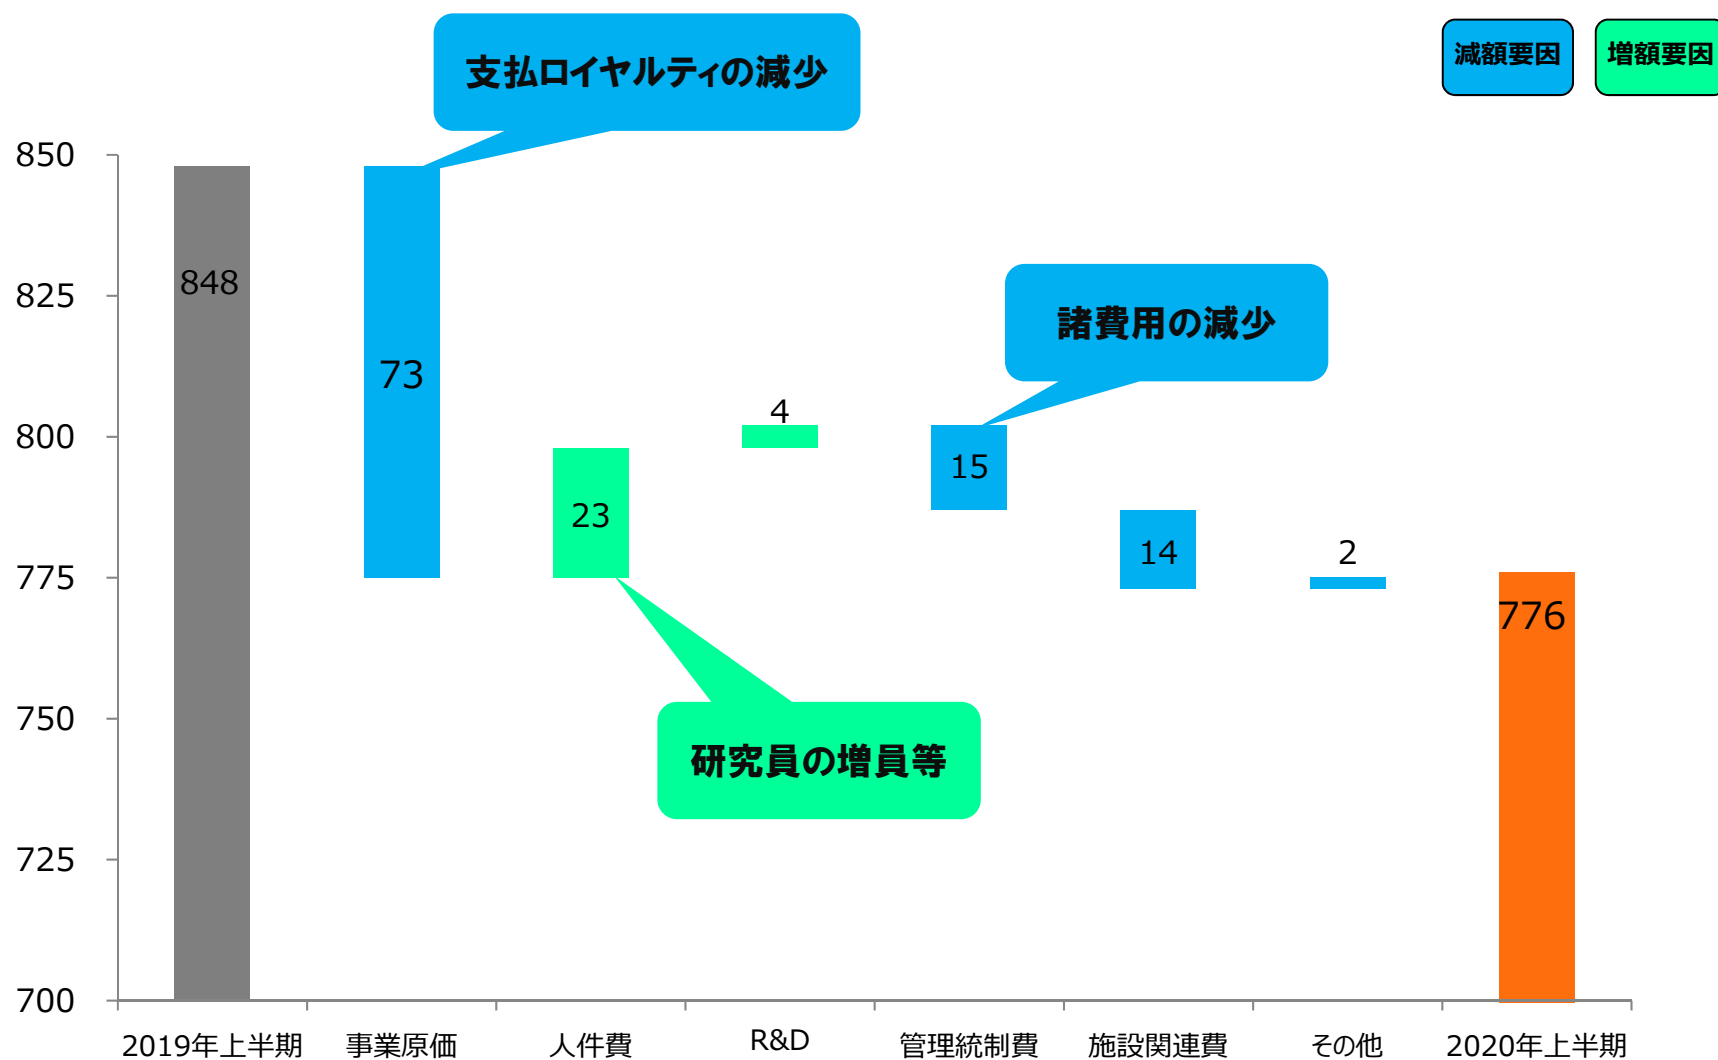 支払ロイヤルティの減少
減額要因
増額要因
850
848
825
73
諸費用の減少
4
800
15
23
14
2
775
776
750
研究員の増員等
725
700
2019年上半期
事業原価
人件費
R&D
管理統制費
施設関連費
その他
2020年上半期